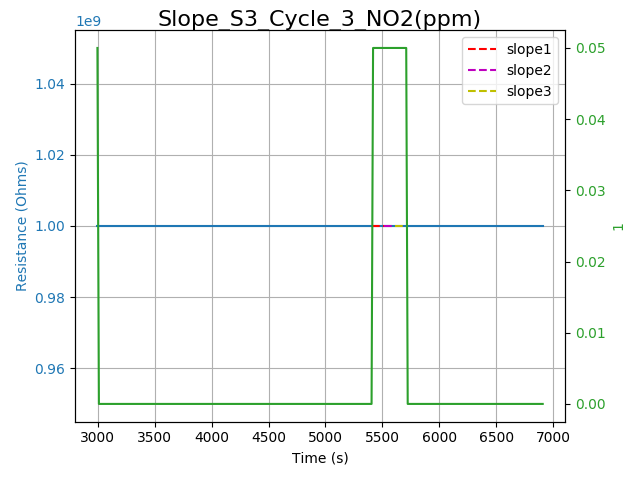 Slope_S3_Cycle_3_NO2(ppm)
1e9
slope1
slope2
slope3
1.04
1.02
1.00
0.98
0.96
Resistance (Ohms)
0.05
0.04
0.03
0.02
0.01
0.00
1
3000 3500 4000 4500 5000 5500 6000 6500 7000
Time (s)